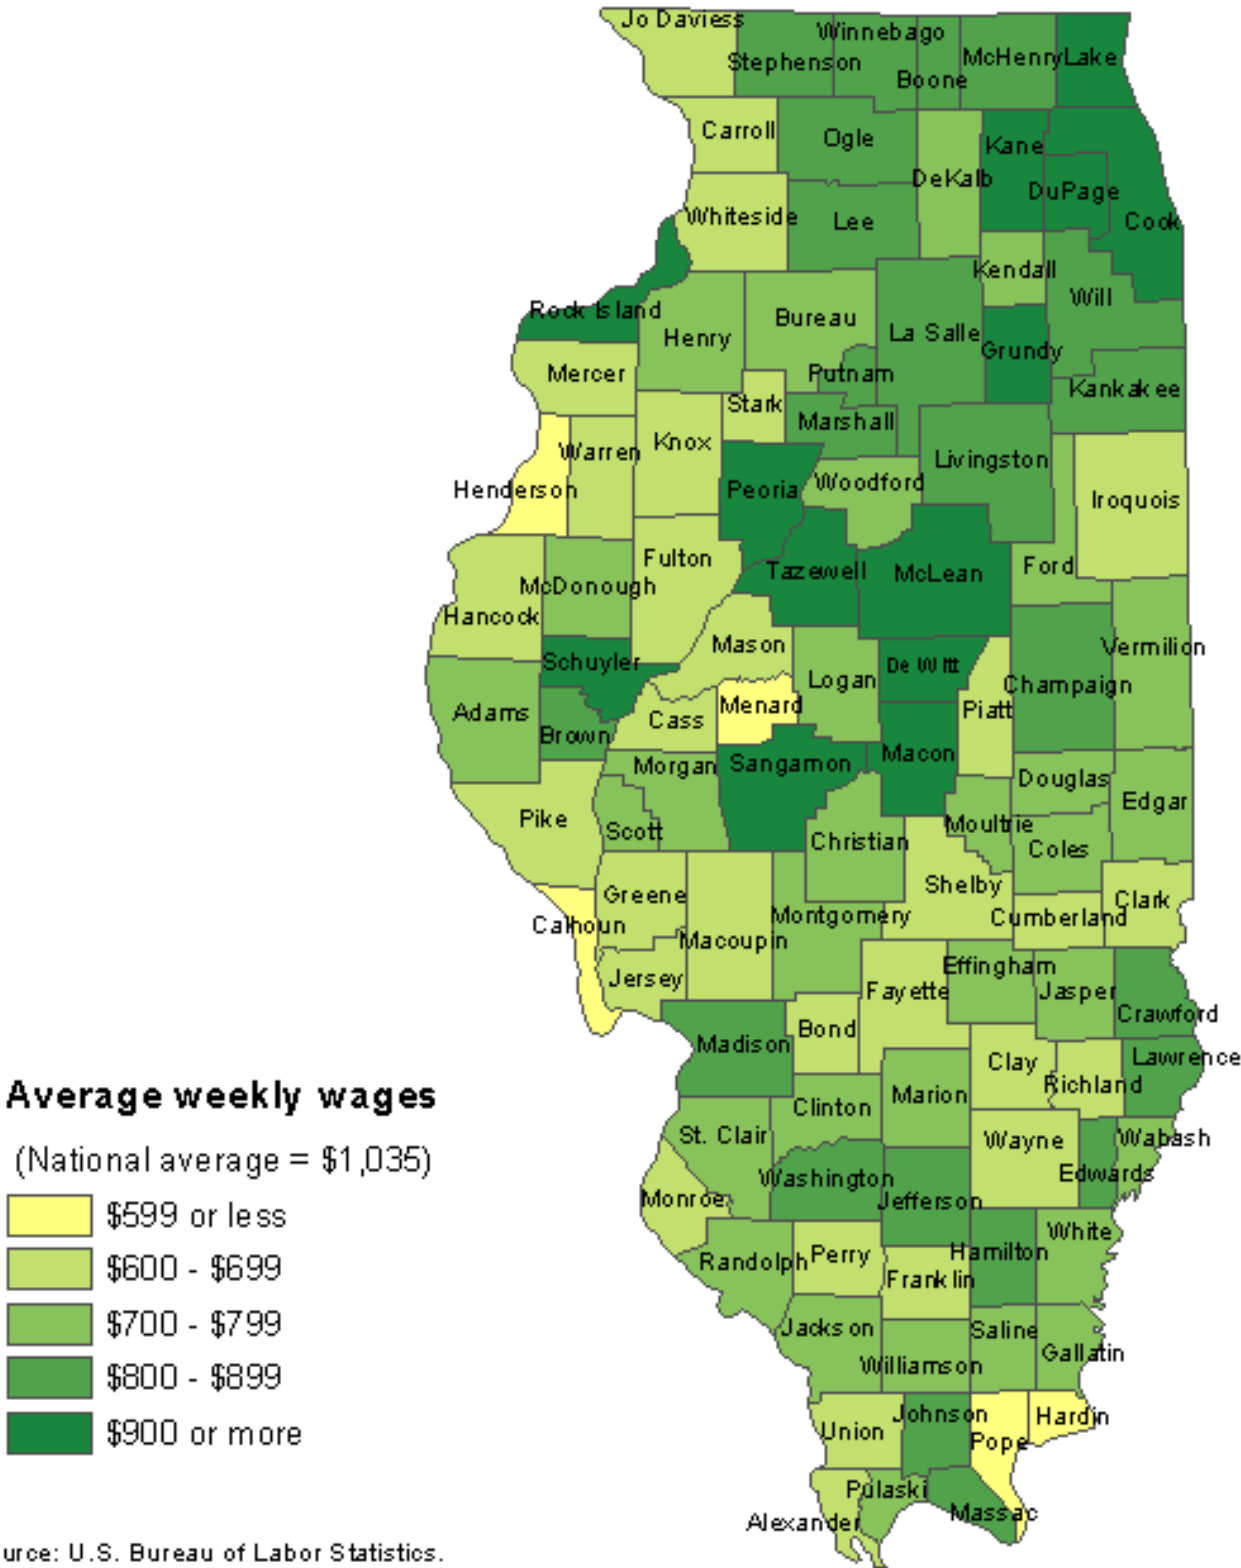 Jo Daviess
Stephenson
Winnebago
Boone
McHenry
Lake
Carroll
Ogle
DeKalb
Kane
DuPage
Cook
Whiteside
Lee
Kendall
Will
Rock Island
Henry
Bureau
La Salle
Grundy
Mercer
Putnam
Kankakee
Stark
Marshall
Warren
Knox
Livingston
Henderson
Peoria
Woodford
Iroquois
Fulton
Tazewell
McLean
Ford
McDonough
Hancock
Mason
Vermilion
Schuyler
Logan
De Witt
Champaign
Adams
Menard
Piatt
Cass
Brown
Morgan
Sangamon
Macon
Douglas
Edgar
Pike
Scott
Christian
Moultrie
Coles
Greene
Shelby
Clark
Calhoun
Montgomery
Cumberland
Macoupin
Jersey
Fayette
Effingham
Jasper
Crawford
Madison
Bond
Clay
Lawrence
Richland
Clinton
Marion
St. Clair
Wayne
Wabash
Washington
Edwards
Monroe
Jefferson
White
Randolph
Perry
Hamilton
Franklin
Jackson
Saline
Williamson
Gallatin
Union
Johnson
Pope
Hardin
Pulaski
Massac
Alexander
Average weekly wages
(National average = $1,035)
$599 or less
$600 - $699
$700 - $799
$800 - $899
$900 or more
urce: U.S. Bureau of Labor Statistics.